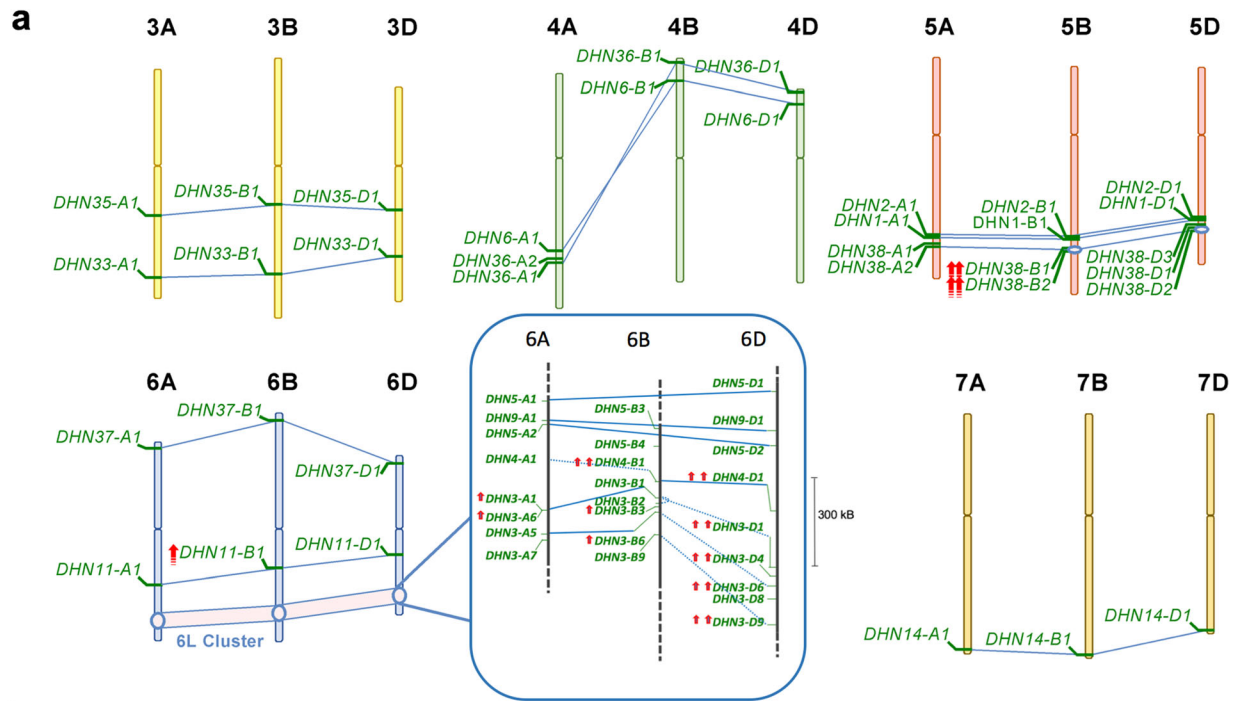 a
3A 3B 3D
DHN35-A1
DHN35-B1
DHN35-D1
DHN33-A1
DHN33-B1
DHN33-D1
4A 4B 4D
DHN36-B1
DHN36-D1
DHN6-B1
DHN6-D1
DHN6-A1
DHN36-A2
DHN36-A1
5A 5B 5D
DHN2-A1
DHN1-A1
DHN38-A1
DHN38-A2
DHN2-B1
DHN1-B1
DHN38-B1
DHN38-B2
DHN2-D1
DHN1-D1
DHN38-D3
DHN38-D1
DHN38-D2
6A 6B 6D
DHN37-A1
DHN37-B1
DHN37-D1
DHN11-A1
DHN11-B1
DHN11-D1
6L Cluster
6A 6B 6D
DHN5-A1
DHN9-A1
DHN5-A2
DHN4-A1
DHN3-A1
DHN3-A6
DHN3-A5
DHN3-A7
DHN5-B3
DHN5-B4
DHN4-B1
DHN3-B1
DHN3-B2
DHN3-B3
DHN3-B6
DHN3-B9
DHN5-D1
DHN9-D1
DHN5-D2
DHN4-D1
DHN3-D1
DHN3-D4
DHN3-D6
DHN3-D8
DHN3-D9
300 kB
7A 7B 7D
DHN14-A1
DHN14-B1
DHN14-D1